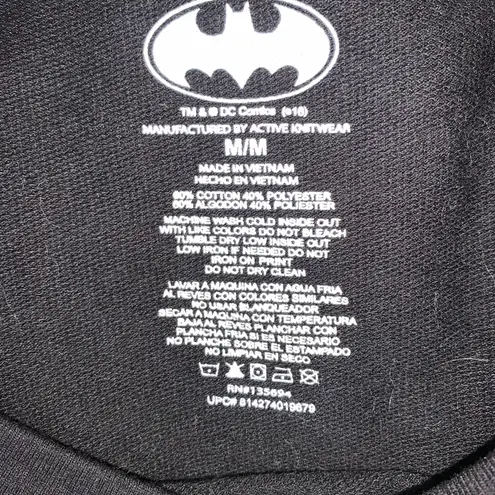 TM & © DC Comics (s18)
MANUFACTURED BY ACTIVE KNITWEAR
M/M
MADE IN VIETNAM
HECHO EN VIETNAM
60% COTTON 40% POLYESTER
60% ALGODON 40% POLIESTER
MACHINE WASH COLD INSIDE OUT
WITH LIKE COLORS DO NOT BLEACH
TUMBLE DRY LOW INSIDE OUT
LOW IRON IF NEEDED DO NOT
IRON ON PRINT
DO NOT DRY CLEAN
LAVAR A MAQUINA CON AGUA FRIA
AL REVES CON COLORES SIMILARES
NO USAR BLANQUEADOR
SECAR A MAQUINA CON TEMPERATURA
BAJA AL REVES PLANCHAR CON
PLANCHA FRIA SI ES NECESARIO
NO PLANCHE SOBRE EL ESTAMPADO
NO LIMPIAR EN SECO
RN#135694
UPC# 814274019879